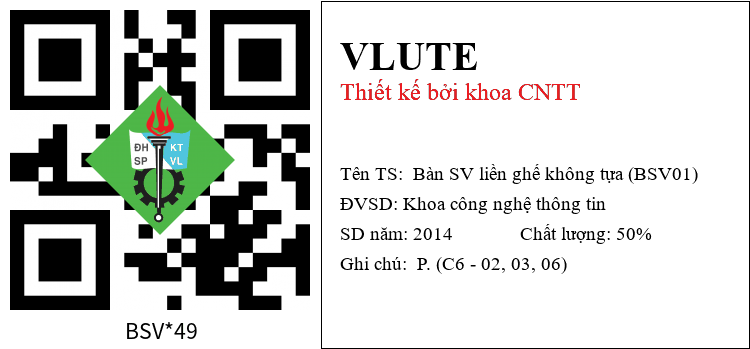 ĐH KT
SP VL
BSV*49
VLUTE
Thiết kế bởi khoa CNTT
Tên TS: Bàn SV liền ghế không tựa (BSV01)
ĐVSD: Khoa công nghệ thông tin
SD năm: 2014 Chất lượng: 50%
Ghi chú: P. (C6 - 02, 03, 06)